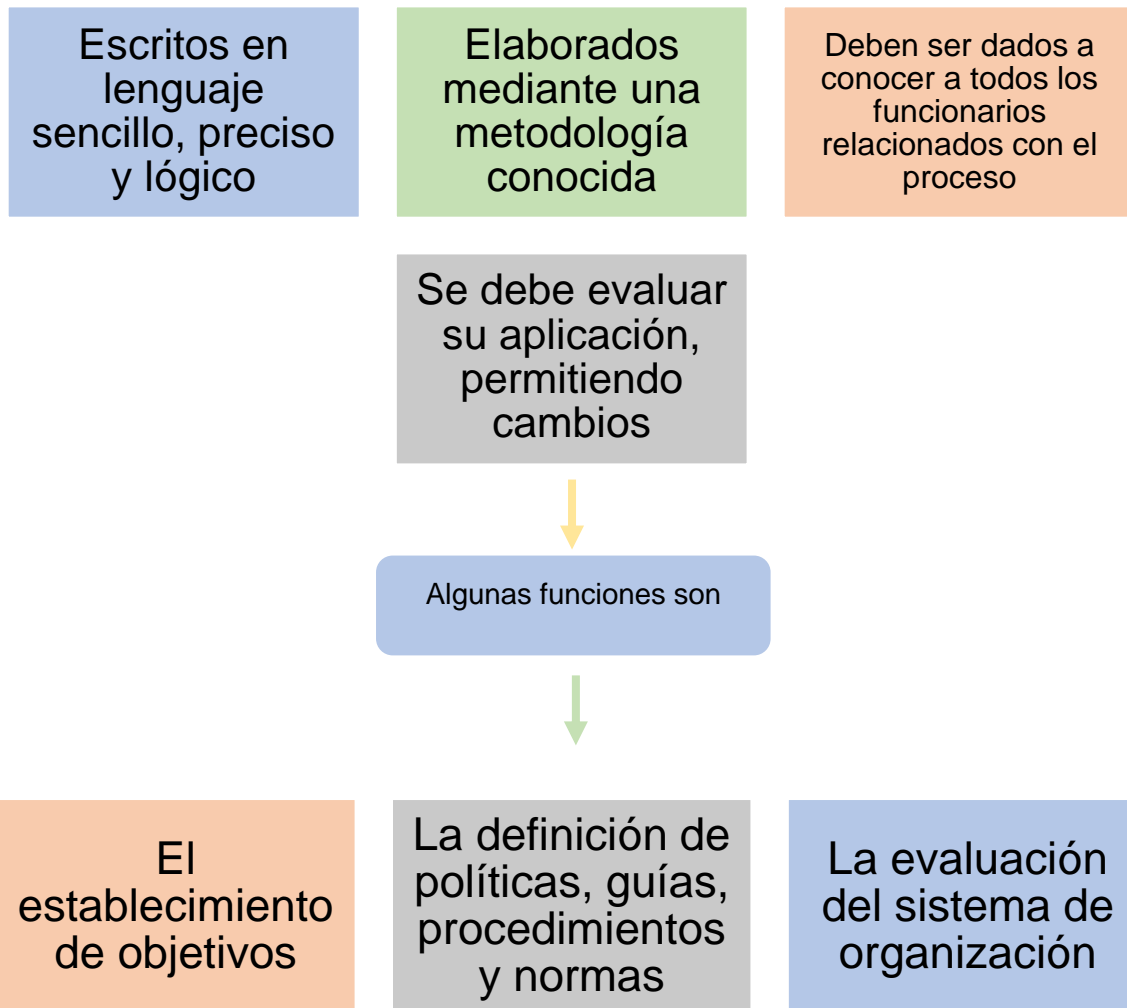 Escritos en
lenguaje
sencillo, preciso
y lógico
Elaborados
mediante una
metodología
conocida
Deben ser dados a
conocer a todos los
funcionarios
relacionados con el
proceso
Se debe evaluar
su aplicación,
permitiendo
cambios
Algunas funciones son
El
establecimiento
de objetivos
La definición de
políticas, guías,
procedimientos
y normas
La evaluación
del sistema de
organización